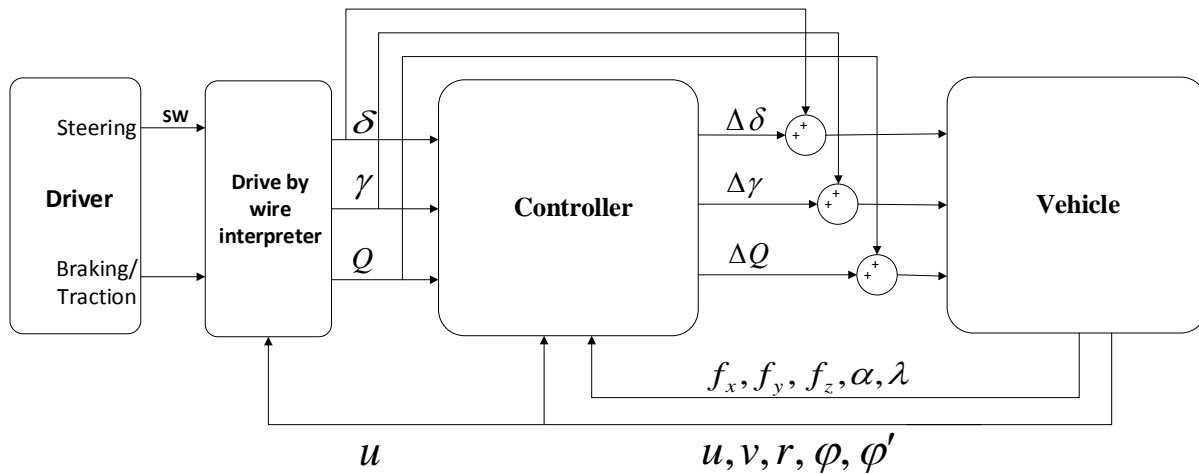 Steering
Driver
Braking/
Traction
SW
Drive by
wire
interpreter
δ
γ
Q
Controller
Δδ
Δγ
ΔQ
+
+
+
+
+
+
Vehicle
f_x, f_y, f_z, α, λ
u
u, v, r, φ, φ′